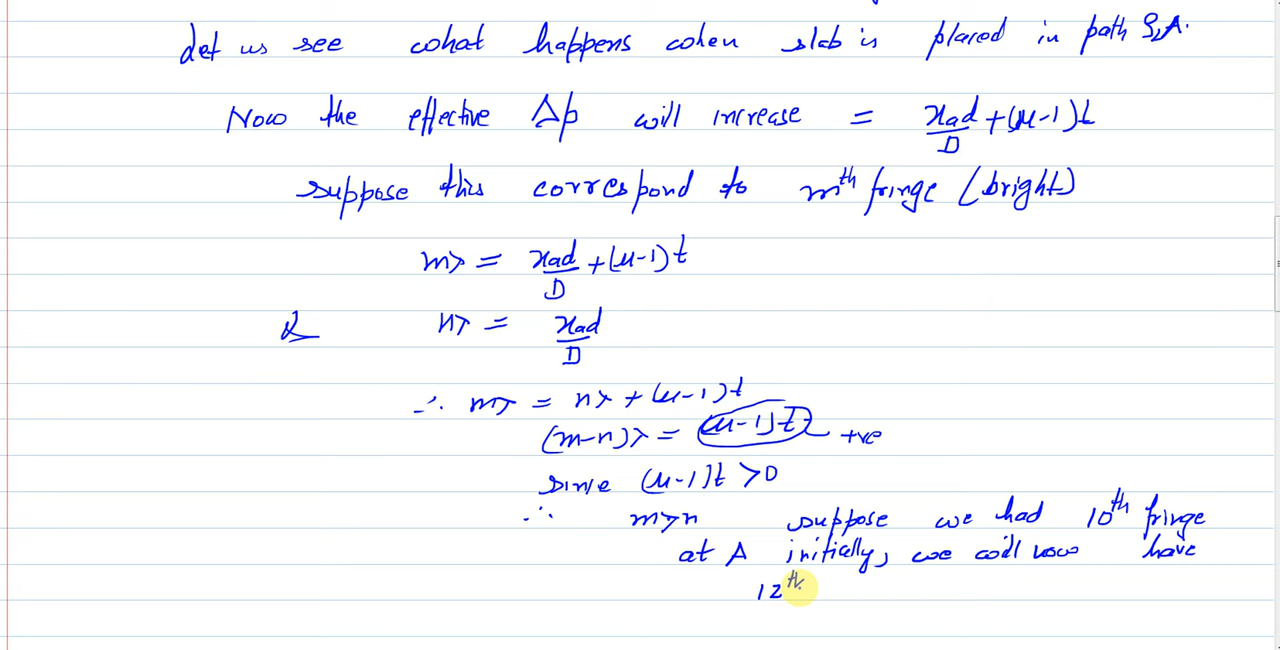 Let us see what happens when slab is placed in path S₂A.
Now the effective Δp will increase = xₐd/D + (μ-1)t
suppose this correspond to mth fringe (bright)
mλ = xₐd/D + (μ-1)t
& nλ = xₐd/D
∴ mλ = nλ + (μ-1)t
(m-n)λ = (μ-1)t +ve
since (μ-1)t >0
∴ m>n suppose we had 10th fringe
at A initially, we will now have
12th